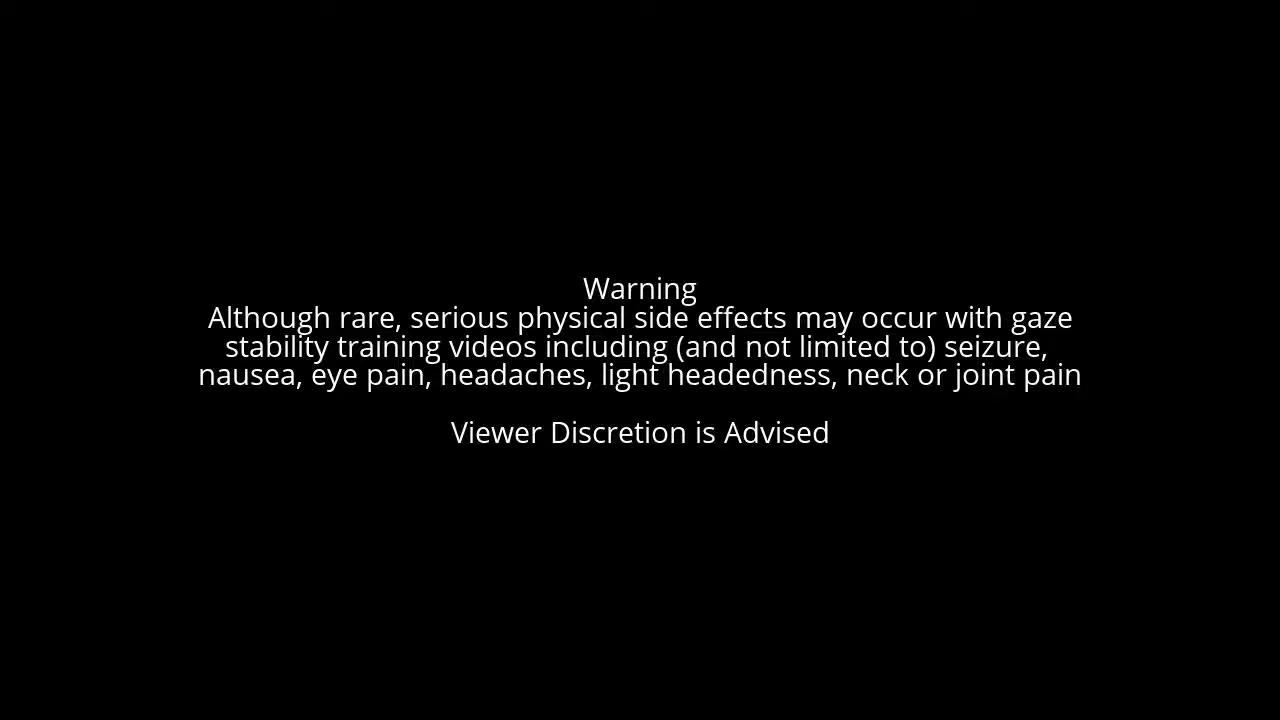 Warning
Although rare, serious physical side effects may occur with gaze
stability training videos including (and not limited to) seizure,
nausea, eye pain, headaches, light headedness, neck or joint pain
Viewer Discretion is Advised